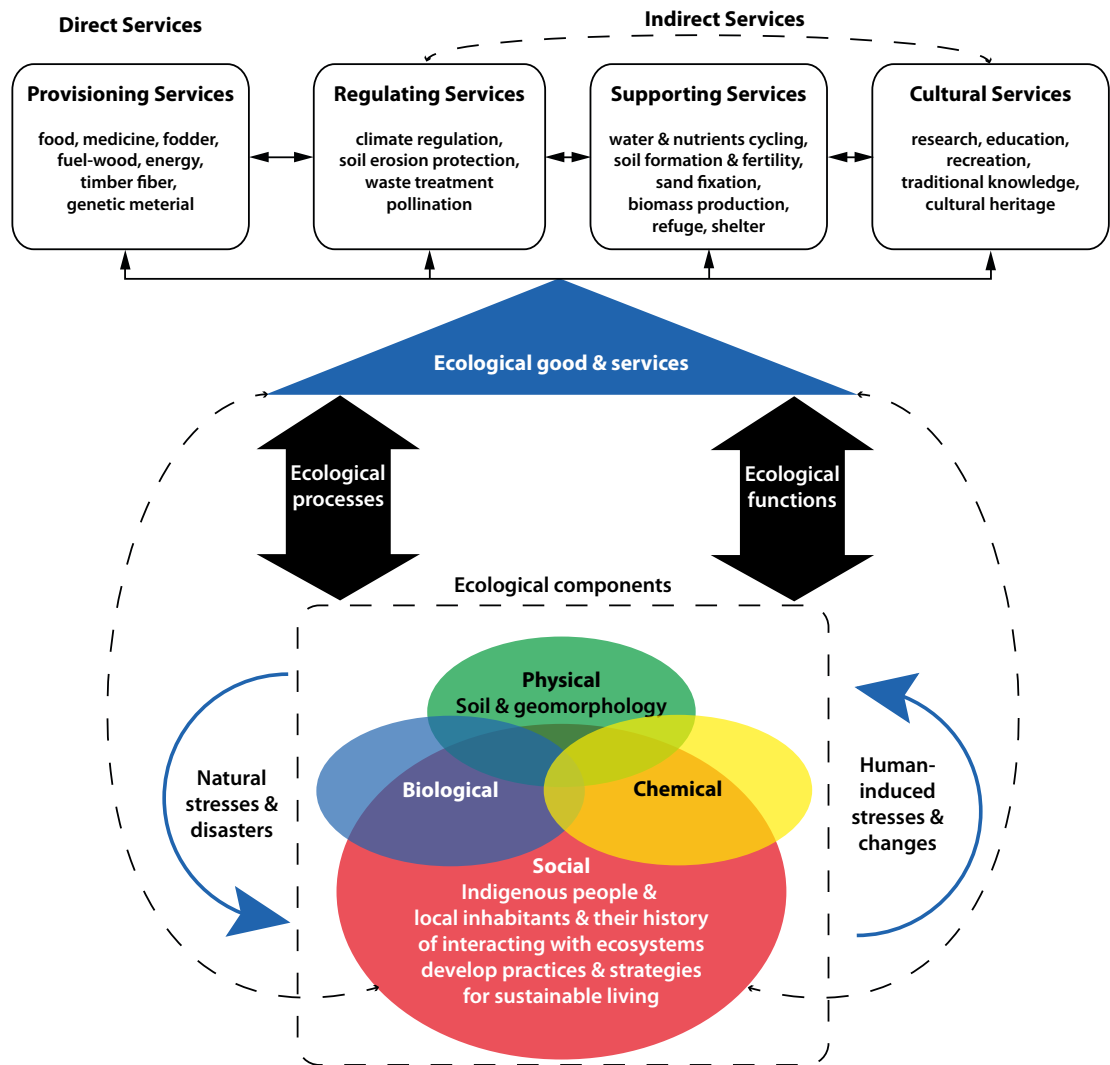 Direct Services
Indirect Services
Provisioning Services
food, medicine, fodder,
fuel-wood, energy,
timber fiber,
genetic meterial
Regulating Services
climate regulation,
soil erosion protection,
waste treatment
pollination
Supporting Services
water & nutrients cycling,
soil formation & fertility,
sand fixation,
biomass production,
refuge, shelter
Cultural Services
research, education,
recreation,
traditional knowledge,
cultural heritage
Ecological good & services
Ecological
processes
Ecological
functions
Ecological components
Physical
Soil & geomorphology
Biological
Chemical
Natural
stresses &
disasters
Human-
induced
stresses &
changes
Social
Indigenous people &
local inhabitants & their history
of interacting with ecosystems
develop practices & strategies
for sustainable living